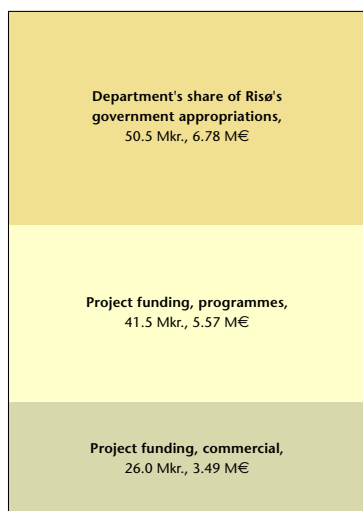 Department's share of Risø's
government appropriations,
50.5 Mkr., 6.78 M€
Project funding, programmes,
41.5 Mkr., 5.57 M€
Project funding, commercial,
26.0 Mkr., 3.49 M€